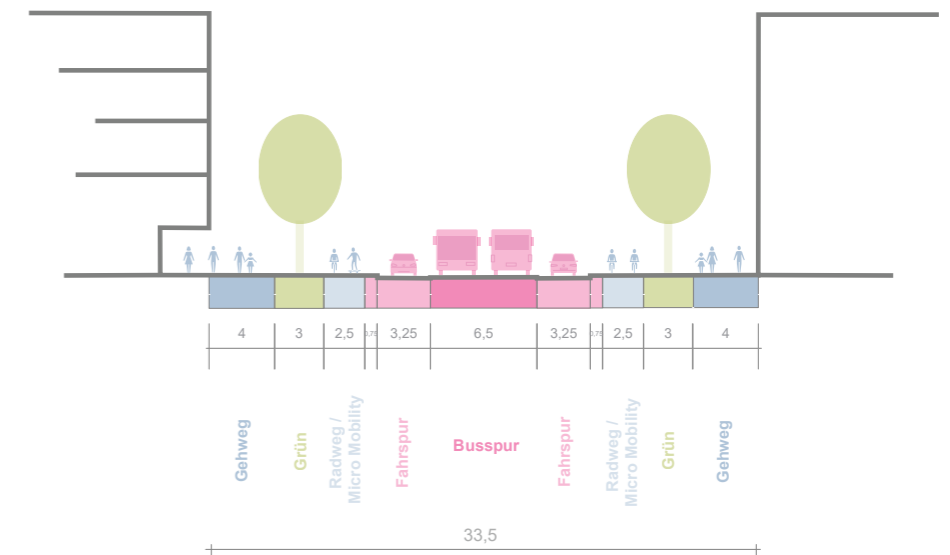 4
3
2,5
0,75
3,25
6,5
3,25
0,75
2,5
3
4
Gehweg
Grün
Radweg /
Micro Mobility
Fahrspur
Busspur
Fahrspur
Radweg /
Micro Mobility
Grün
Gehweg
33,5